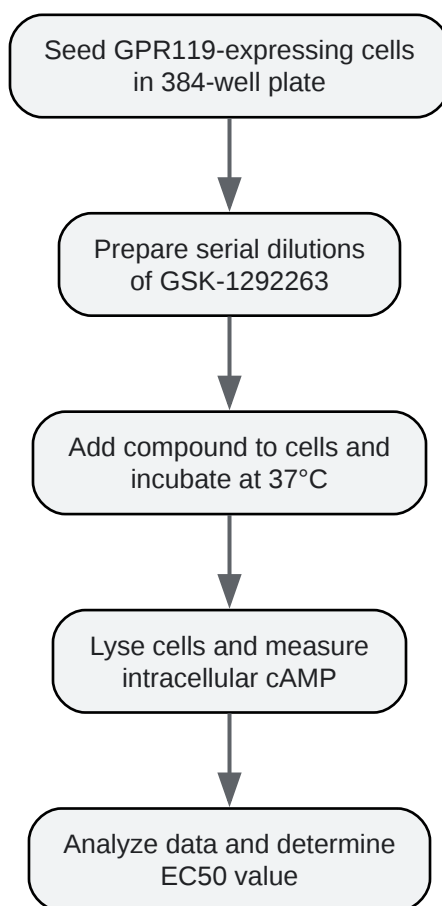 Seed GPR119-expressing cells
in 384-well plate
Prepare serial dilutions
of GSK-1292263
Add compound to cells and
incubate at 37°C
Lyse cells and measure
intracellular cAMP
Analyze data and determine
EC50 value